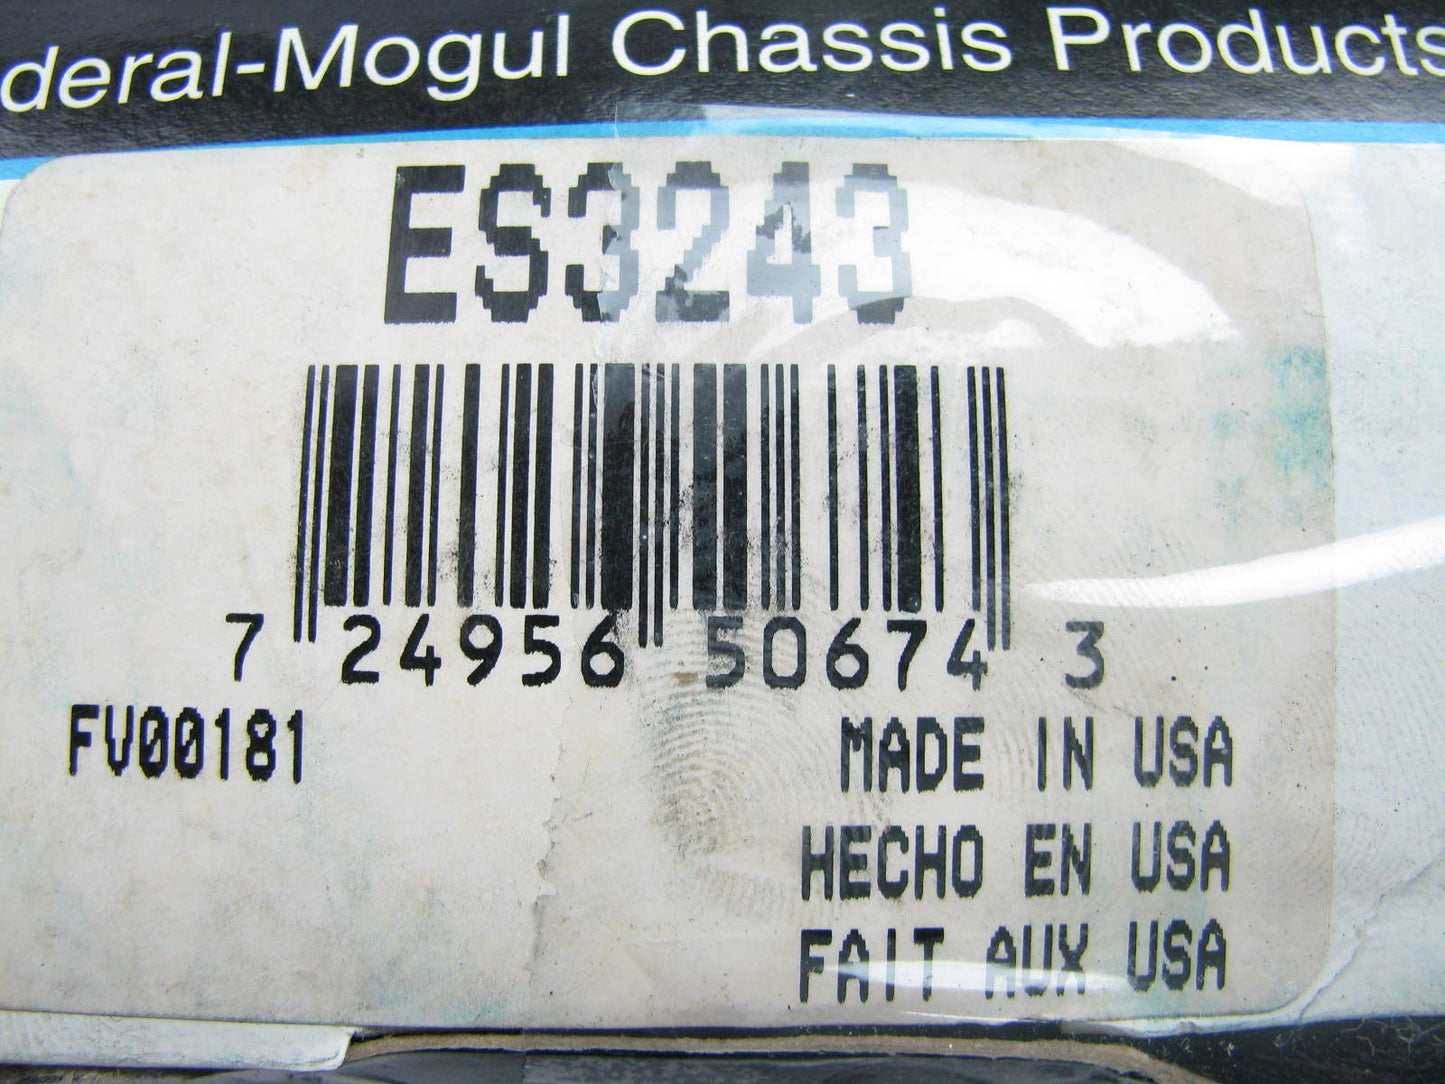 deral-Mogul Chassis Products
ES3243
7 24956 50674 3
FV00181
MADE IN USA
HECHO EN USA
FAIT AUX USA